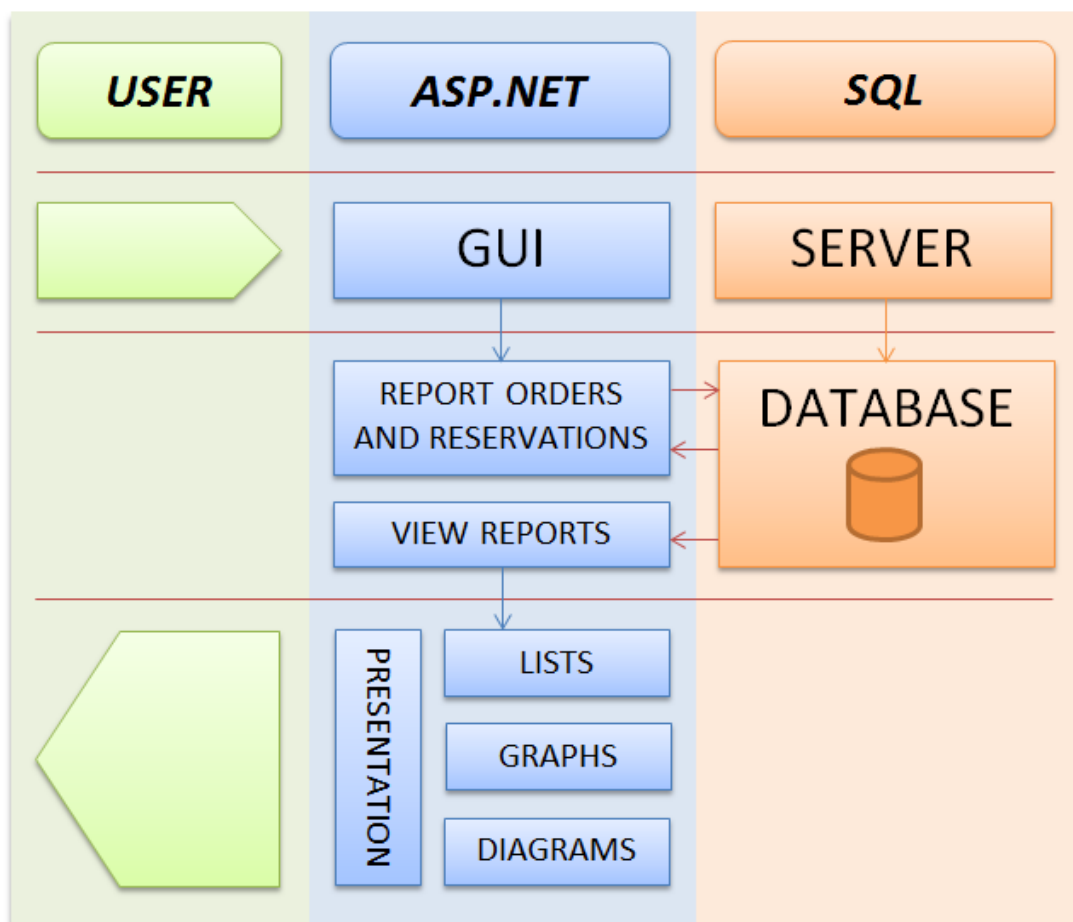 USER
ASP.NET
SQL
GUI
SERVER
REPORT ORDERS
AND RESERVATIONS
DATABASE
VIEW REPORTS
PRESENTATION
LISTS
GRAPHS
DIAGRAMS